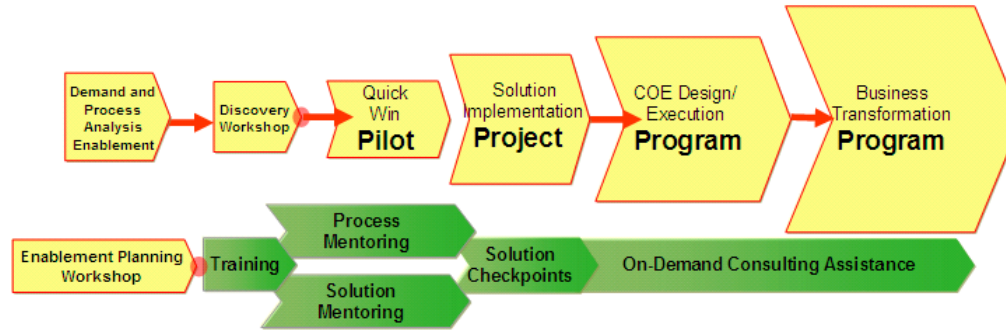 Demand and
Process
Analysis
Enablement
Discovery
Workshop
Quick
Win
Pilot
Solution
Implementation
Project
COE Design/
Execution
Program
Business
Transformation
Program
Enablement Planning
Workshop
Training
Process
Mentoring
Solution
Mentoring
Solution
Checkpoints
On-Demand Consulting Assistance